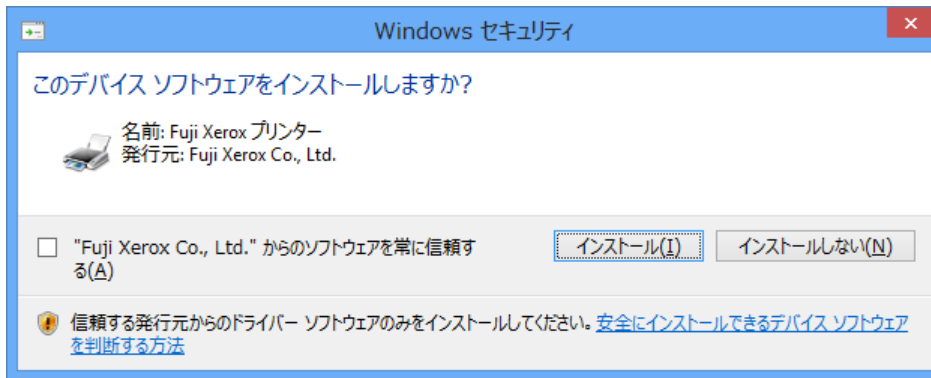 Windows セキュリティ
このデバイス ソフトウェアをインストールしますか?
名前: Fuji Xerox プリンター
発行元: Fuji Xerox Co., Ltd.
"Fuji Xerox Co., Ltd." からのソフトウェアを常に信頼す
る(A)
インストール(I)
インストールしない(N)
信頼する発行元からのドライバー ソフトウェアのみをインストールしてください。安全にインストールできるデバイス ソフトウェア
を判断する方法